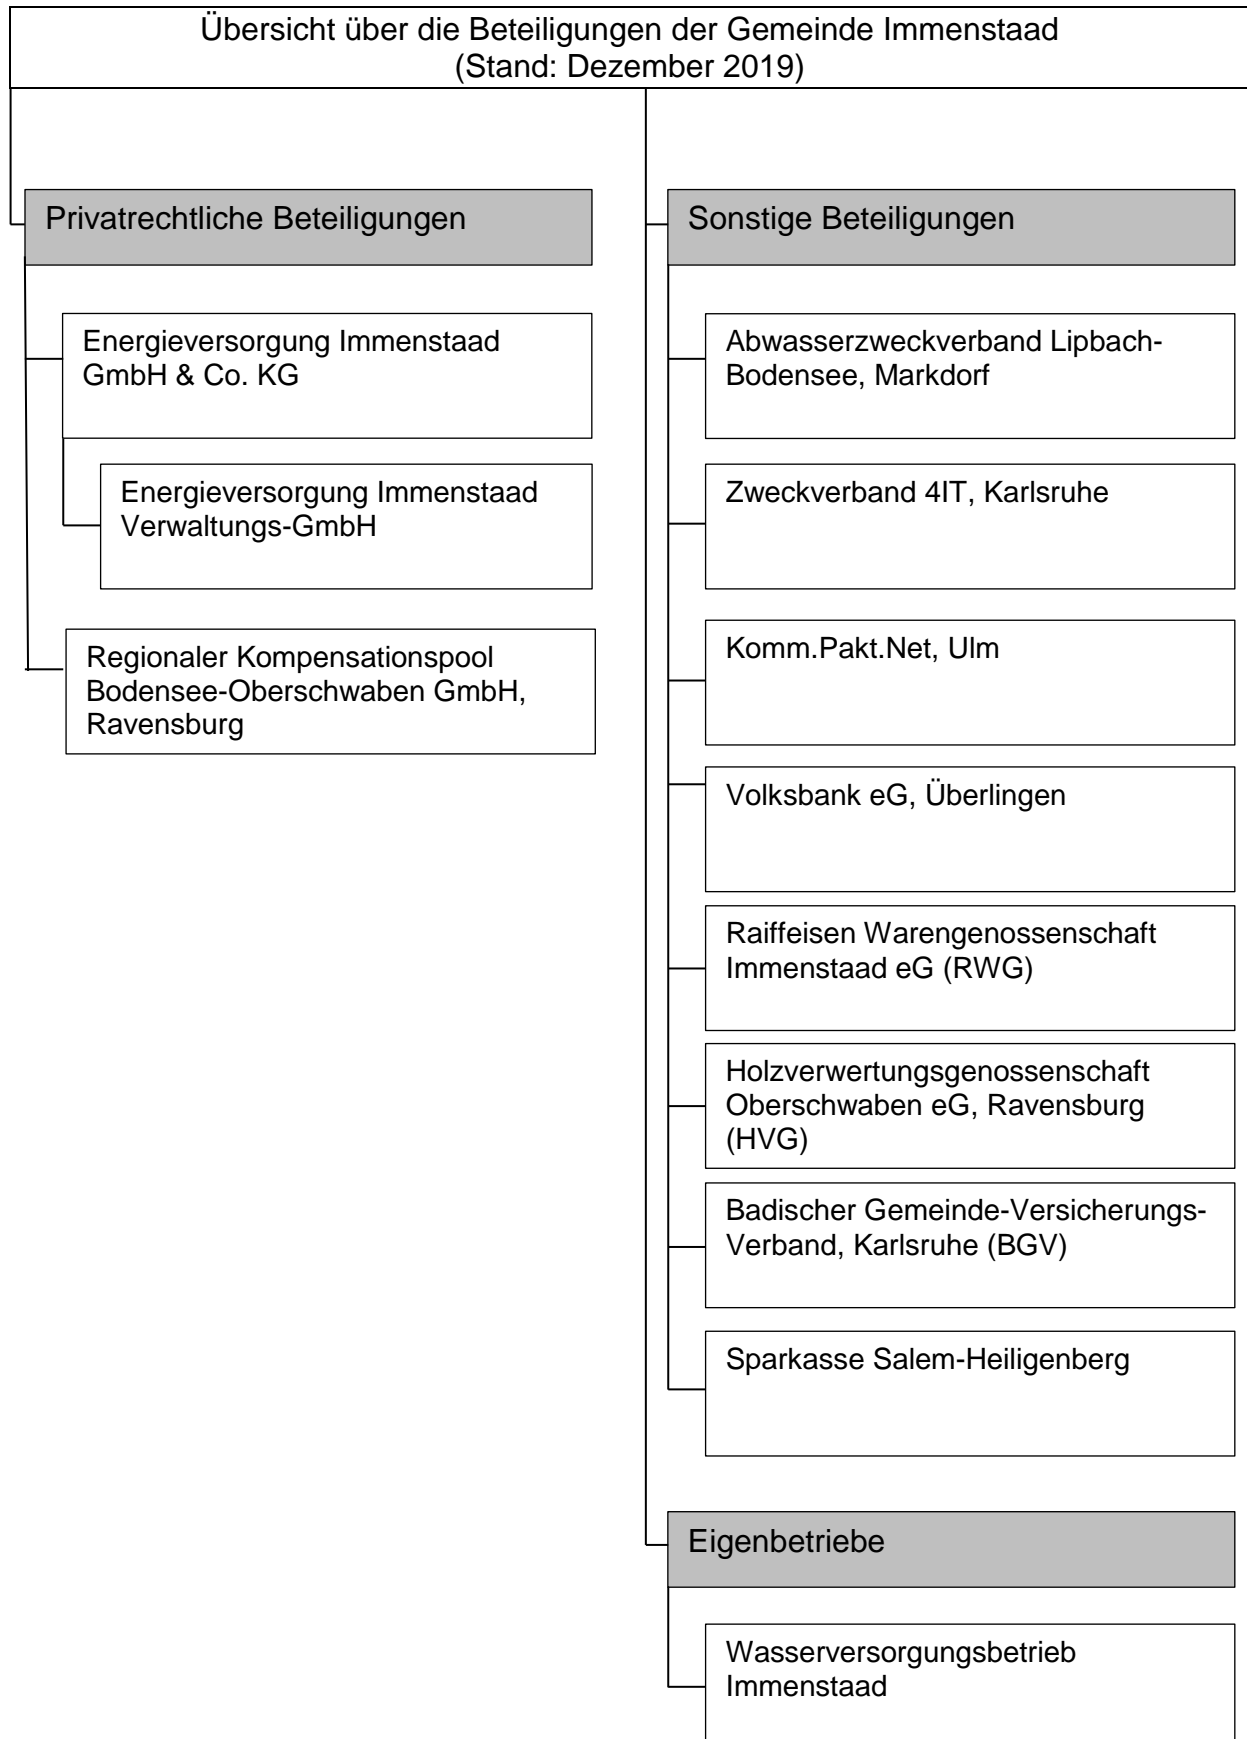 Übersicht über die Beteiligungen der Gemeinde Immenstaad
(Stand: Dezember 2019)
Privatrechtliche Beteiligungen
Energieversorgung Immenstaad
GmbH & Co. KG
Energieversorgung Immenstaad
Verwaltungs-GmbH
Regionaler Kompensationspool
Bodensee-Oberschwaben GmbH,
Ravensburg
Sonstige Beteiligungen
Abwasserzweckverband Lipbach-
Bodensee, Markdorf
Zweckverband 4IT, Karlsruhe
Komm.Pakt.Net, Ulm
Volksbank eG, Überlingen
Raiffeisen Warengenossenschaft
Immenstaad eG (RWG)
Holzverwertungsgenossenschaft
Oberschwaben eG, Ravensburg
(HVG)
Badischer Gemeinde-Versicherungs-
Verband, Karlsruhe (BGV)
Sparkasse Salem-Heiligenberg
Eigenbetriebe
Wasserversorgungsbetrieb
Immenstaad